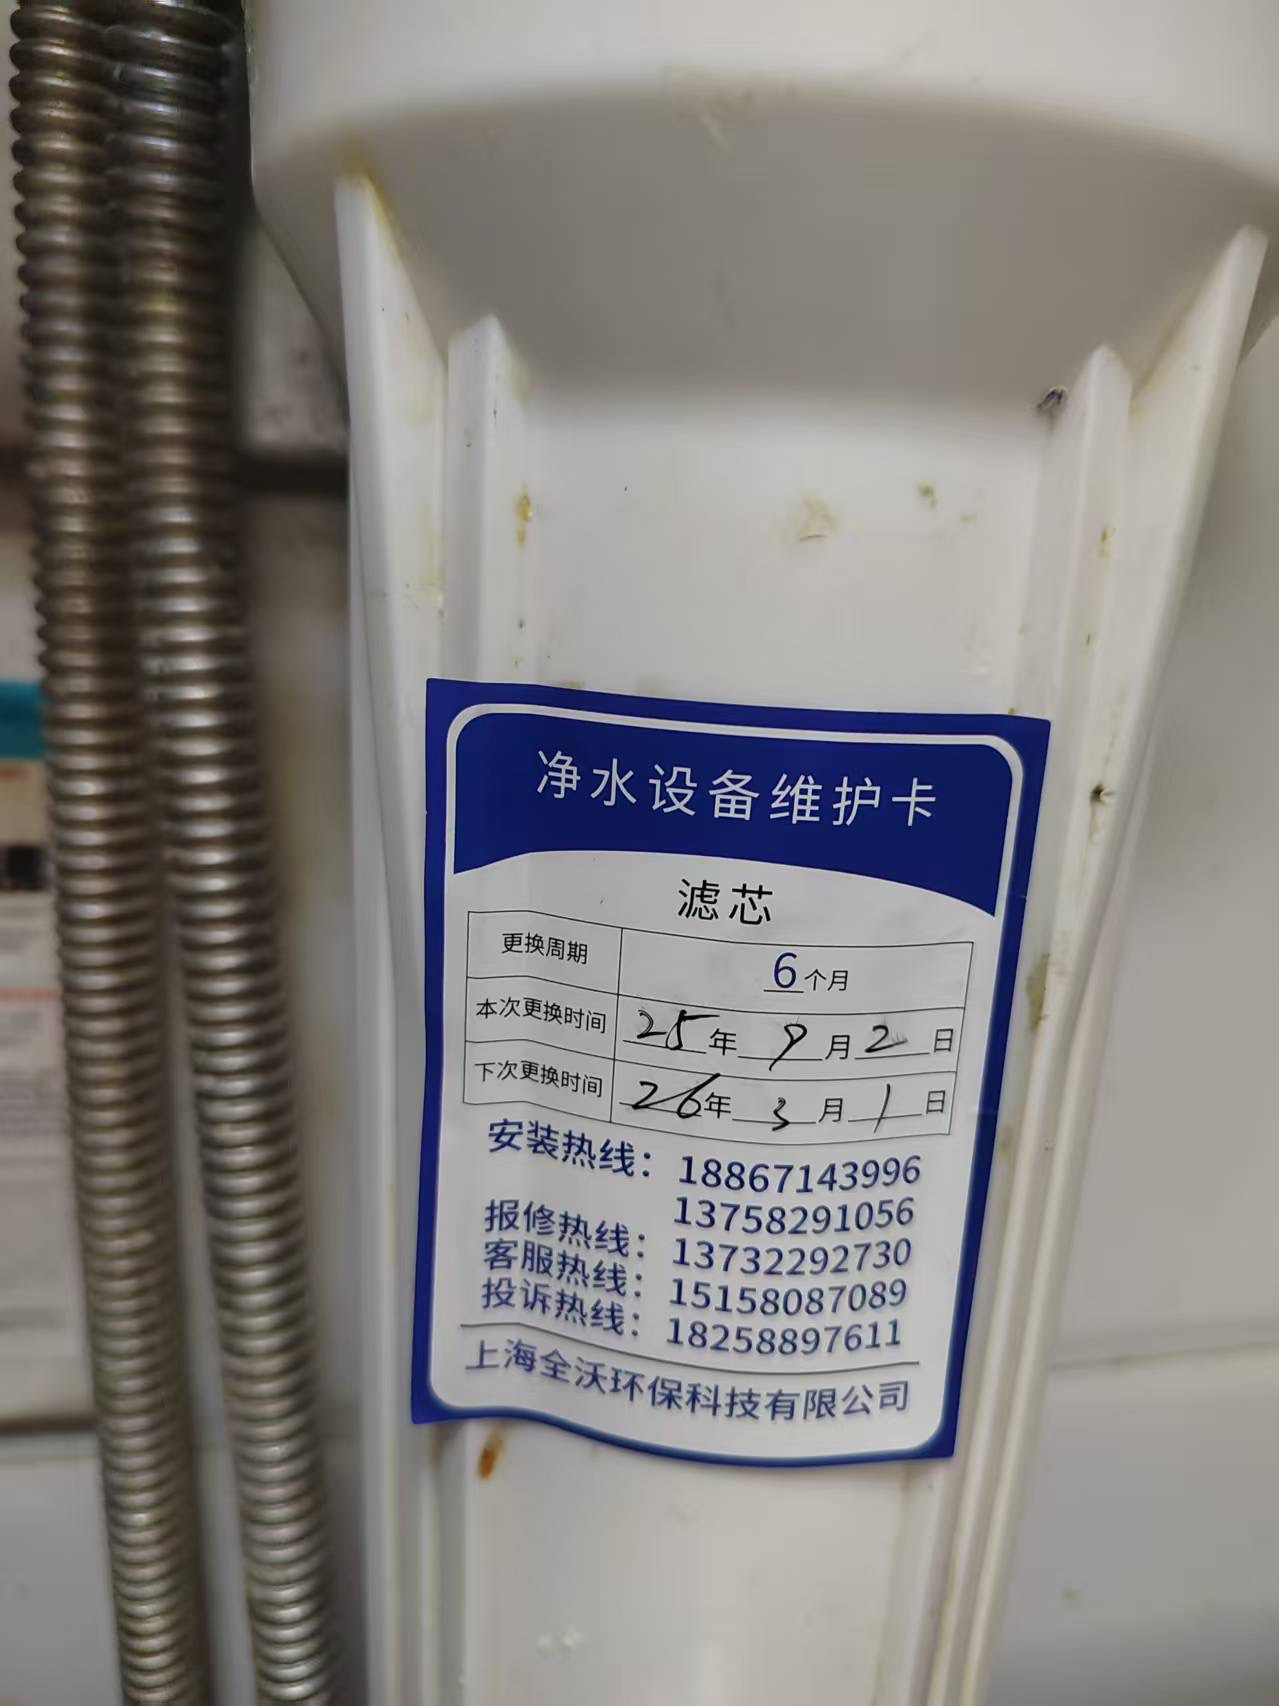 净水设备维护卡
滤芯
更换周期 6个月
本次更换时间 25年9月2日
下次更换时间 26年3月1日
安装热线：18867143996
13758291056
报修热线：13732292730
客服热线：15158087089
投诉热线：18258897611
上海全沃环保科技有限公司